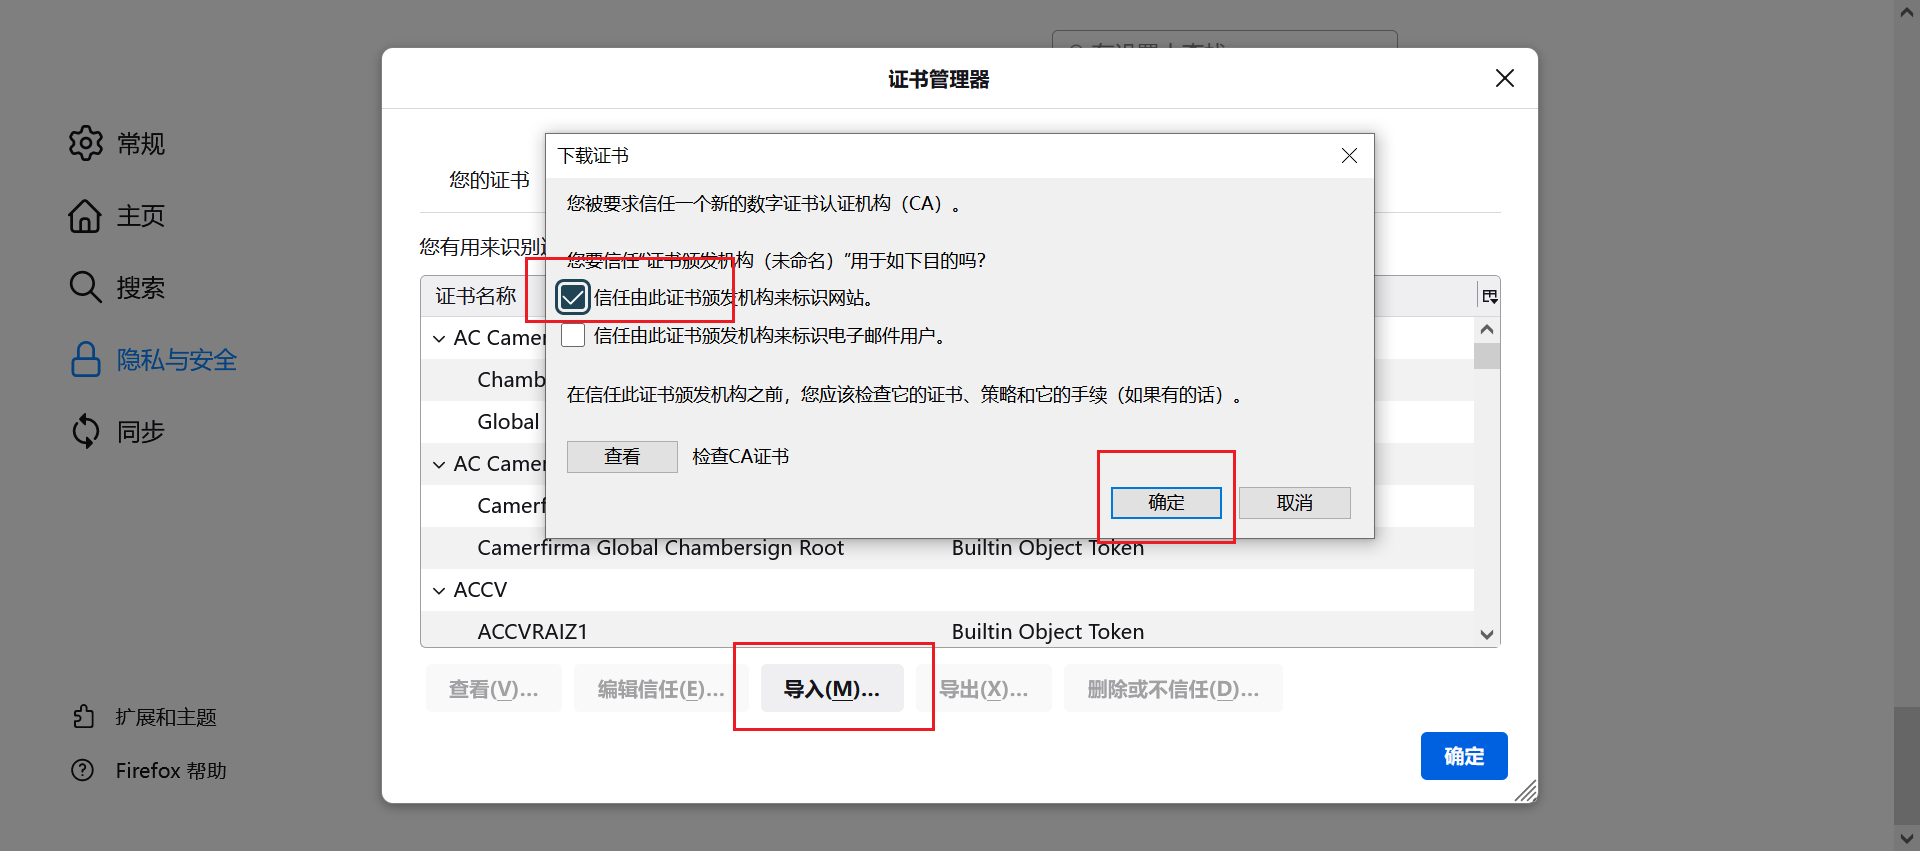 证书管理器
常规
主页
搜索
隐私与安全
同步
扩展和主题
Firefox 帮助
您的证书
您有用来识别
证书名称
AC Camer
Chamb
Global
AC Camer
Camerf
Camerfirma Global Chambersign Root
Builtin Object Token
ACCV
ACCVRAIZ1
Builtin Object Token
下载证书
您被要求信任一个新的数字证书认证机构（CA）。
您要信任“证书颁发机构（未命名）”用于如下目的吗？
信任由此证书颁发机构来标识网站。
信任由此证书颁发机构来标识电子邮件用户。
在信任此证书颁发机构之前，您应该检查它的证书、策略和它的手续（如果有的话）。
查看
检查CA证书
确定
取消
查看(V)...
编辑信任(E)...
导入(M)...
导出(X)...
删除或不信任(D)...
确定